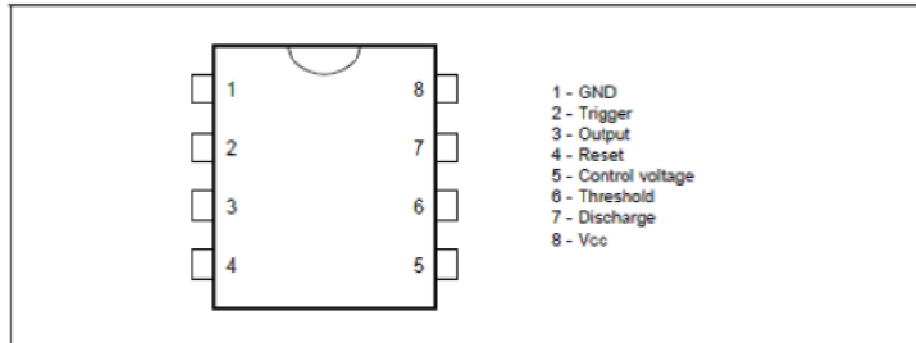 1 8
2 7
3 6
4 5
1 - GND
2 - Trigger
3 - Output
4 - Reset
5 - Control voltage
6 - Threshold
7 - Discharge
8 - Vcc